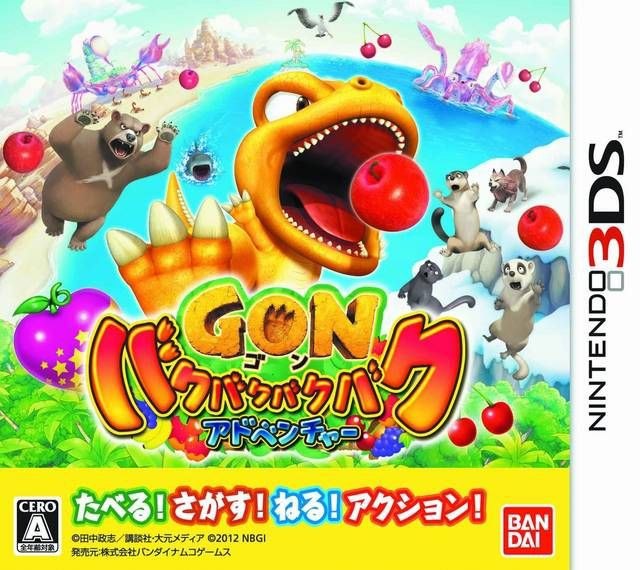 NINTENDO 3DS
TM
GON
ゴン
バクバクバクバク
アドベンチャー
たべる! さがす! ねる! アクション!
CERO
A
全年齢対象
©田中政志/講談社・大元メディア ©2012 NBGI
発売元:株式会社バンダイナムコゲームス
BAN
DAI